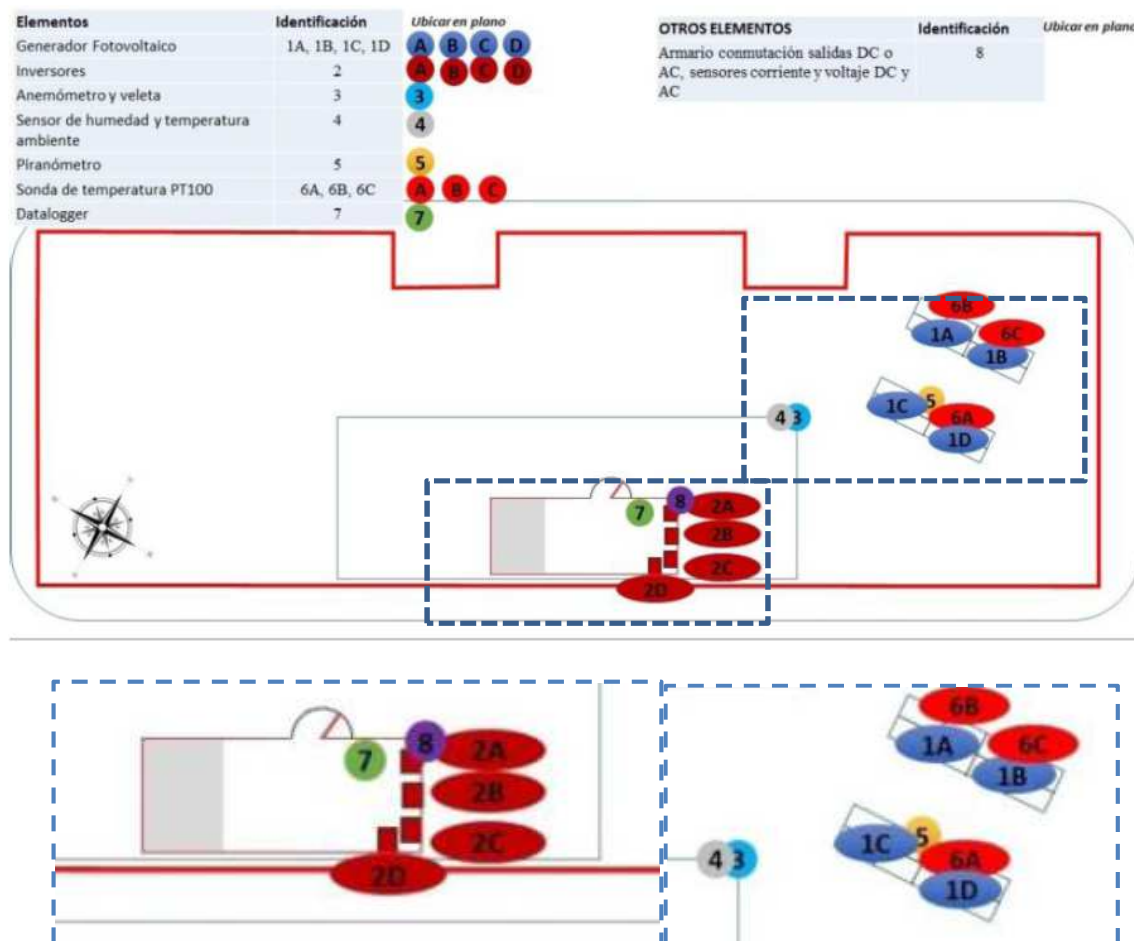 Elementos Identificación Ubicar en plano
Generador Fotovoltaico 1A, 1B, 1C, 1D A B C D
Inversores 2 A B C D
Anemómetro y veleta 3 3
Sensor de humedad y temperatura
ambiente 4 4
Piranómetro 5 5
Sonda de temperatura PT100 6A, 6B, 6C A B C
Datalogger 7 7
OTROS ELEMENTOS Identificación Ubicar en plano
Armario conmutación salidas DC o 8
AC, sensores corriente y voltaje DC y
AC
6B
1A 6C
1B
1C 5
6A
1D
4 3
7 8 2A
2B
2C
2D
7 8 2A
2B
2C
2D
6B
1A 6C
1B
1C 5
4 3 6A
1D